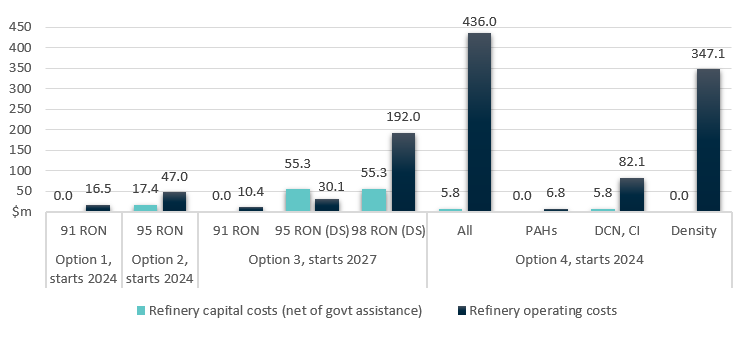 450
400
350
300
250
200
150
100
50
$m
0.0
16.5
17.4
47.0
0.0
10.4
55.3
30.1
55.3
192.0
5.8
436.0
0.0
6.8
5.8
82.1
0.0
347.1
91 RON
95 RON
91 RON
95 RON (DS)
98 RON (DS)
All
PAHs
DCN, CI
Density
Option 1,
starts 2024
Option 2,
starts 2024
Option 3, starts 2027
Option 4, starts 2024
Refinery capital costs (net of govt assistance)
Refinery operating costs